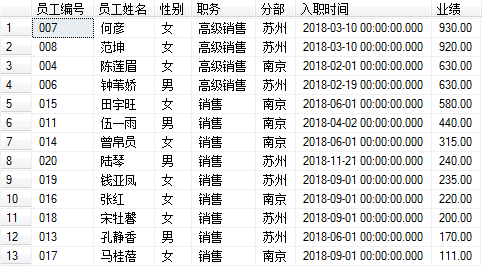 员工编号 员工姓名 性别 职务 分部 入职时间 业绩
1 007 何彦 女 高级销售 苏州 2018-03-10 00:00:00.000 930.00
2 008 范坤 女 高级销售 苏州 2018-03-10 00:00:00.000 920.00
3 004 陈莲眉 女 高级销售 南京 2018-02-01 00:00:00.000 630.00
4 006 钟苇娇 男 高级销售 苏州 2018-02-19 00:00:00.000 630.00
5 015 田宇旺 女 销售 南京 2018-06-01 00:00:00.000 580.00
6 011 伍一雨 男 销售 南京 2018-04-02 00:00:00.000 440.00
7 014 曾帛员 女 销售 南京 2018-06-01 00:00:00.000 315.00
8 020 陆琴 男 销售 苏州 2018-11-21 00:00:00.000 240.00
9 019 钱亚凤 女 销售 苏州 2018-09-01 00:00:00.000 235.00
10 016 张红 女 销售 南京 2018-09-01 00:00:00.000 220.00
11 018 宋牡馨 女 销售 苏州 2018-09-01 00:00:00.000 200.00
12 013 孔静香 男 销售 苏州 2018-06-01 00:00:00.000 170.00
13 017 马桂蓓 女 销售 南京 2018-09-01 00:00:00.000 111.00